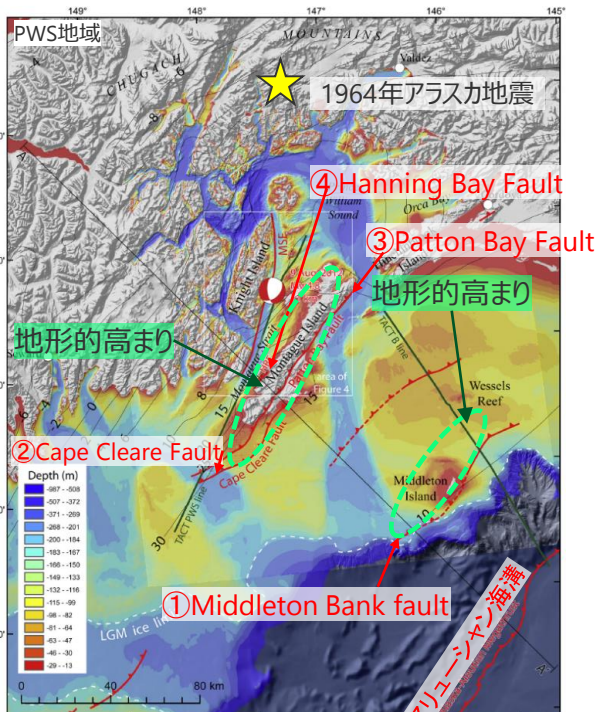 148°
147°
146°
145°
PWS地域
MOUNTAINS
CHUGACH
Valdez
1964年アラスカ地震
④Hanning Bay Fault
William
Sound
Orca Bay
③Patton Bay Fault
Island
MSF
Knight Island
地形的高まり
地形的高まり
Montague Strait
Montague Island
Patton Bay Fault
TACT B line
area of
Figure 4
Wessels
Reef
②Cape Cleare Fault
Cape Cleare Fault
Middleton
Island
TACT PWS line
Depth (m)
-987 - -508
-507 - -372
-371 - -269
-268 - -201
-200 - -184
-183 - -167
-166 - -150
-149 - -133
-132 - -116
-115 - -99
-98 - -82
-81 - -64
-63 - -47
-46 - -30
-29 - -13
①Middleton Bank fault
LGM ice
リューシャン海溝
0 40 80 km